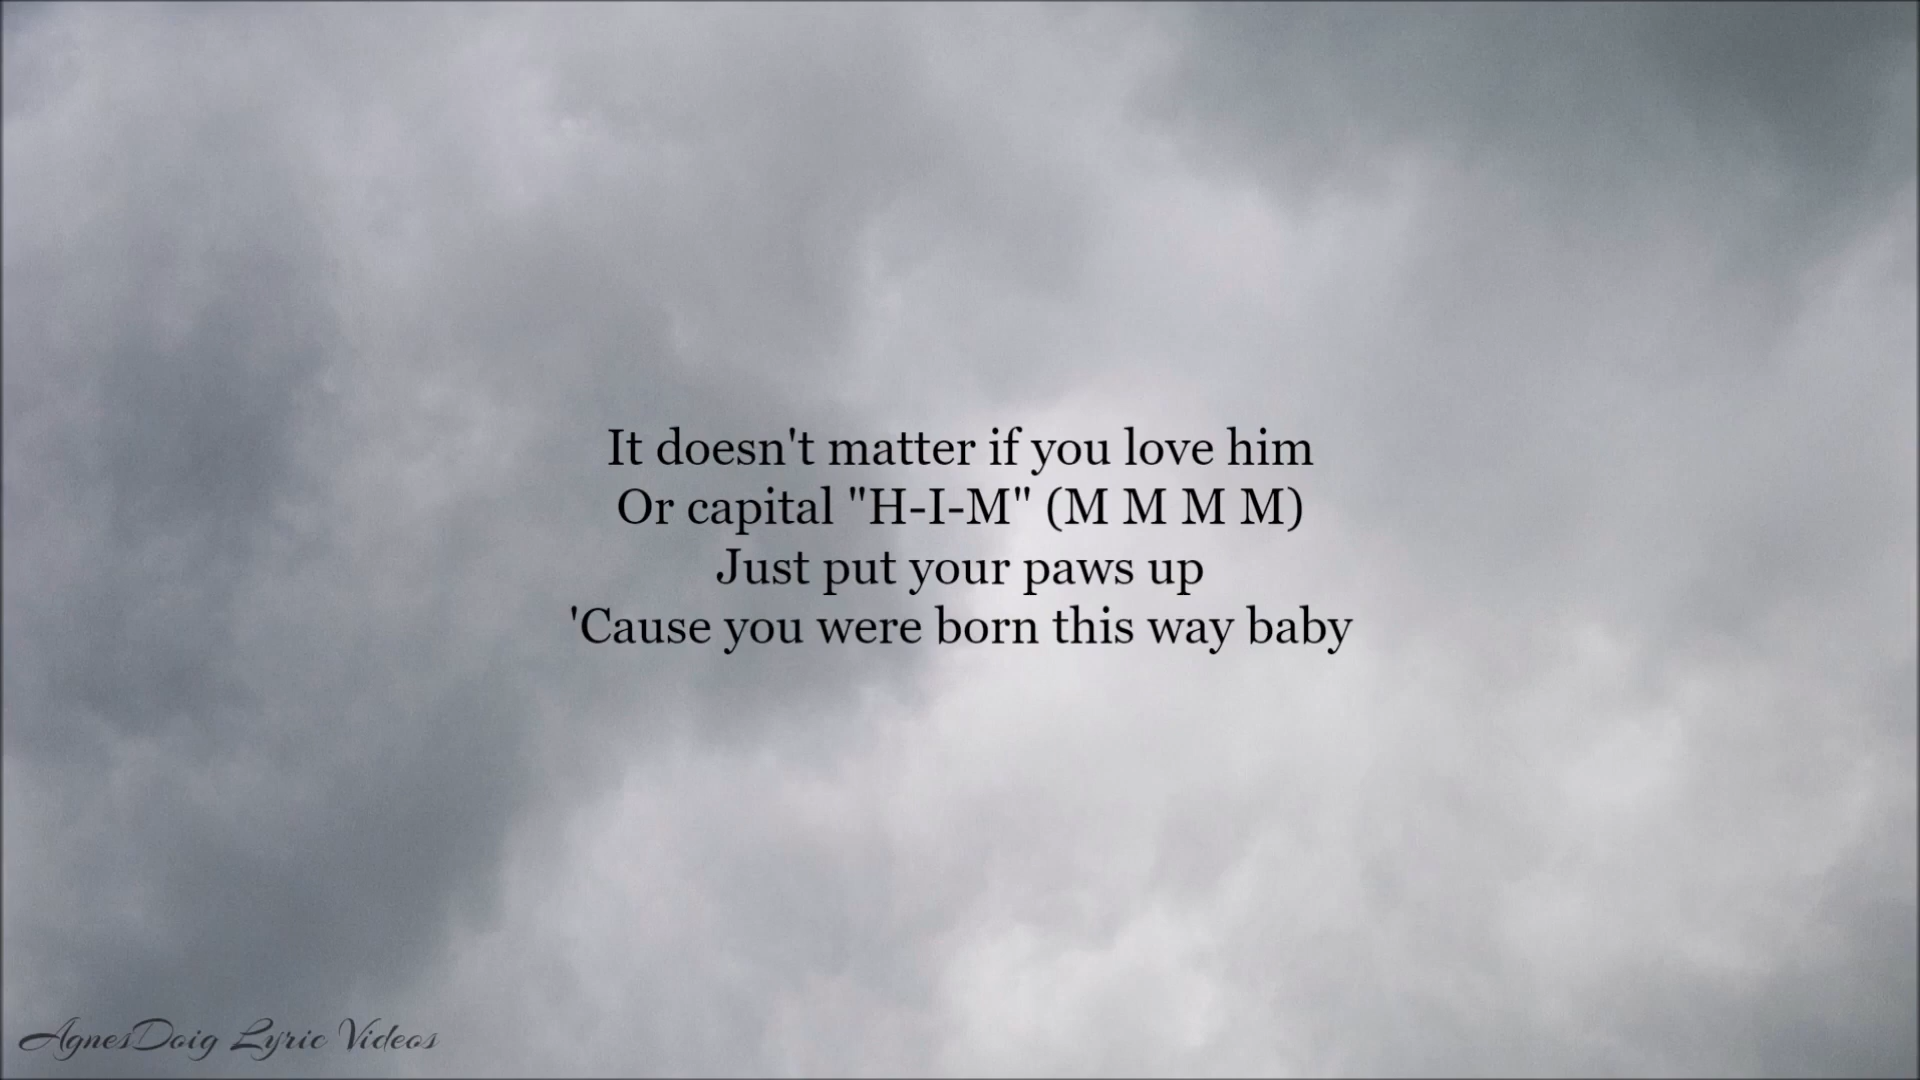 It doesn't matter if you love him
Or capital "H-I-M" (M M M M)
Just put your paws up
'Cause you were born this way baby
AgnesDoig Lyric Videos